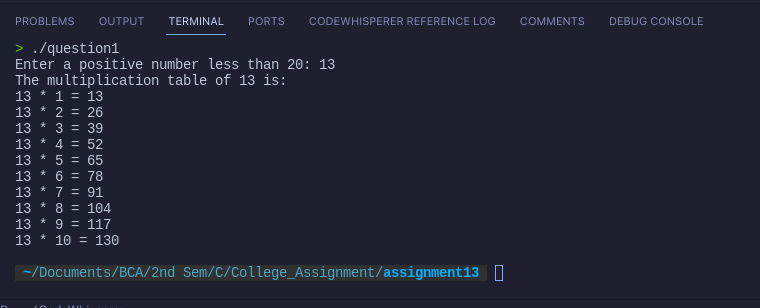 PROBLEMS OUTPUT TERMINAL PORTS CODEWHISPERER REFERENCE LOG COMMENTS DEBUG CONSOLE
> ./question1
Enter a positive number less than 20: 13
The multiplication table of 13 is:
13 * 1 = 13
13 * 2 = 26
13 * 3 = 39
13 * 4 = 52
13 * 5 = 65
13 * 6 = 78
13 * 7 = 91
13 * 8 = 104
13 * 9 = 117
13 * 10 = 130
~/Documents/BCA/2nd Sem/C/College_Assignment/assignment13